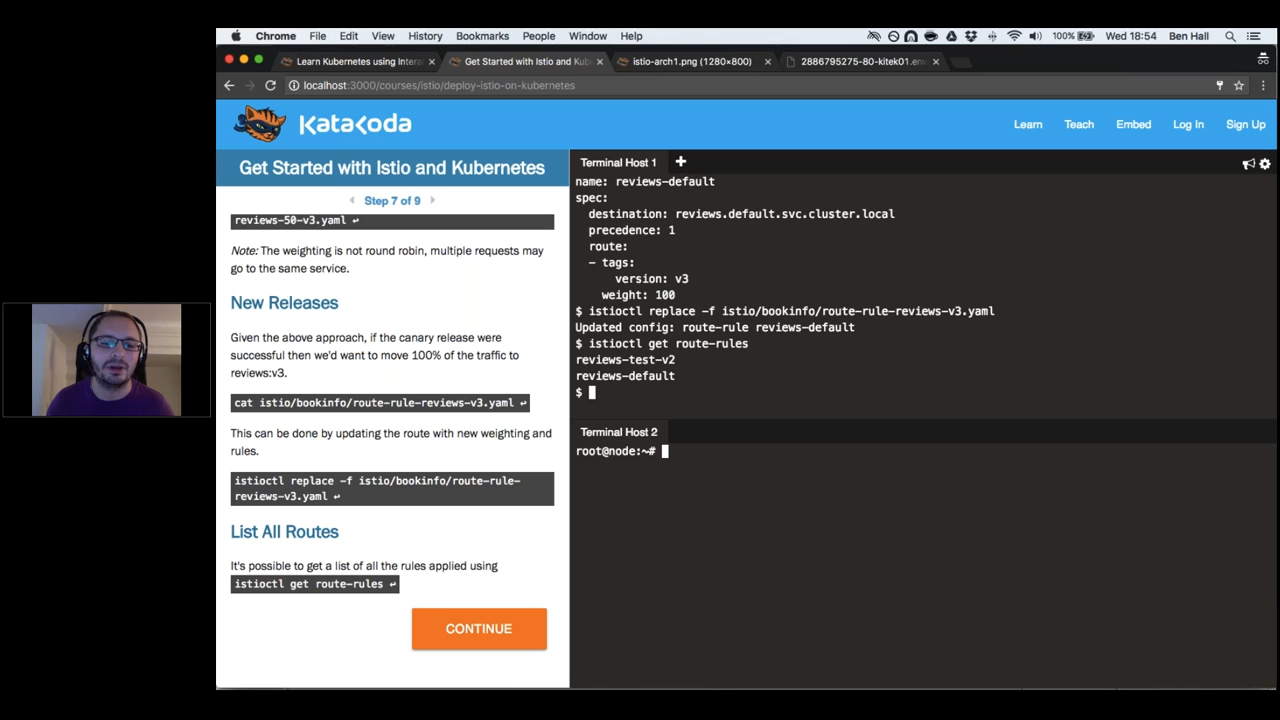 Chrome File Edit View History Bookmarks People Window Help 100% Wed 18:54 Ben Hall
Learn Kubernetes using Intera
Get Started with Istio and Kub
istio-arch1.png (1280×800)
2886795275-80-kitek01.env
localhost:3000/courses/istio/deploy-istio-on-kubernetes
KataKoda
Learn Teach Embed Log In Sign Up
Get Started with Istio and Kubernetes
Step 7 of 9
reviews-50-v3.yaml ↵
Note: The weighting is not round robin, multiple requests may
go to the same service.
New Releases
Given the above approach, if the canary release were
successful then we'd want to move 100% of the traffic to
reviews:v3.
cat istio/bookinfo/route-rule-reviews-v3.yaml ↵
This can be done by updating the route with new weighting and
rules.
istioctl replace -f istio/bookinfo/route-rule-
reviews-v3.yaml ↵
List All Routes
It's possible to get a list of all the rules applied using
istioctl get route-rules ↵
CONTINUE
Terminal Host 1 +
name: reviews-default
spec:
destination: reviews.default.svc.cluster.local
precedence: 1
route:
- tags:
version: v3
weight: 100
$ istioctl replace -f istio/bookinfo/route-rule-reviews-v3.yaml
Updated config: route-rule reviews-default
$ istioctl get route-rules
reviews-test-v2
reviews-default
$
Terminal Host 2
root@node:~#